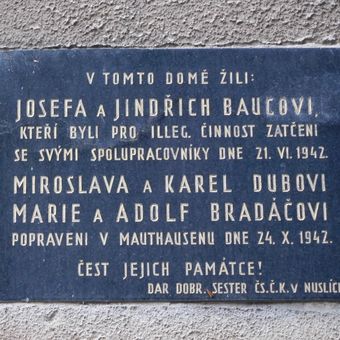 V TOMTO DOMĚ ŽILI:
JOSEFA A JINDŘICH BAUCOVI,
KTEŘÍ BYLI PRO ILLEG. ČINNOST ZATČENI
SE SVÝMI SPOLUPRACOVNÍKY DNE 21. VI. 1942.
MIROSLAVA A KAREL DUBOVI
MARIE A ADOLF BRADÁČOVI
POPRAVENI V MAUTHAUSENU DNE 24. X. 1942.
ČEST JEJICH PAMÁTCE!
DAR DOBR. SESTER ČS.Č.K. V NUSLÍCH